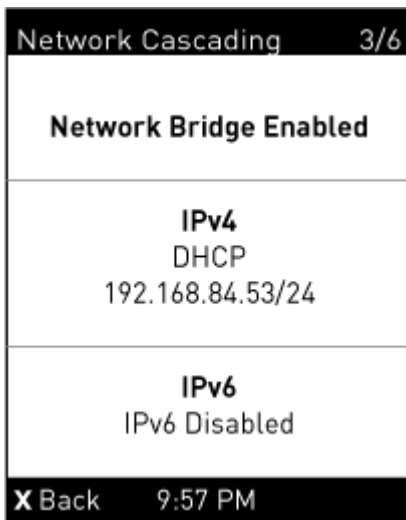 Network Cascading 3/6
Network Bridge Enabled
IPv4
DHCP
192.168.84.53/24
IPv6
IPv6 Disabled
X Back 9:57 PM